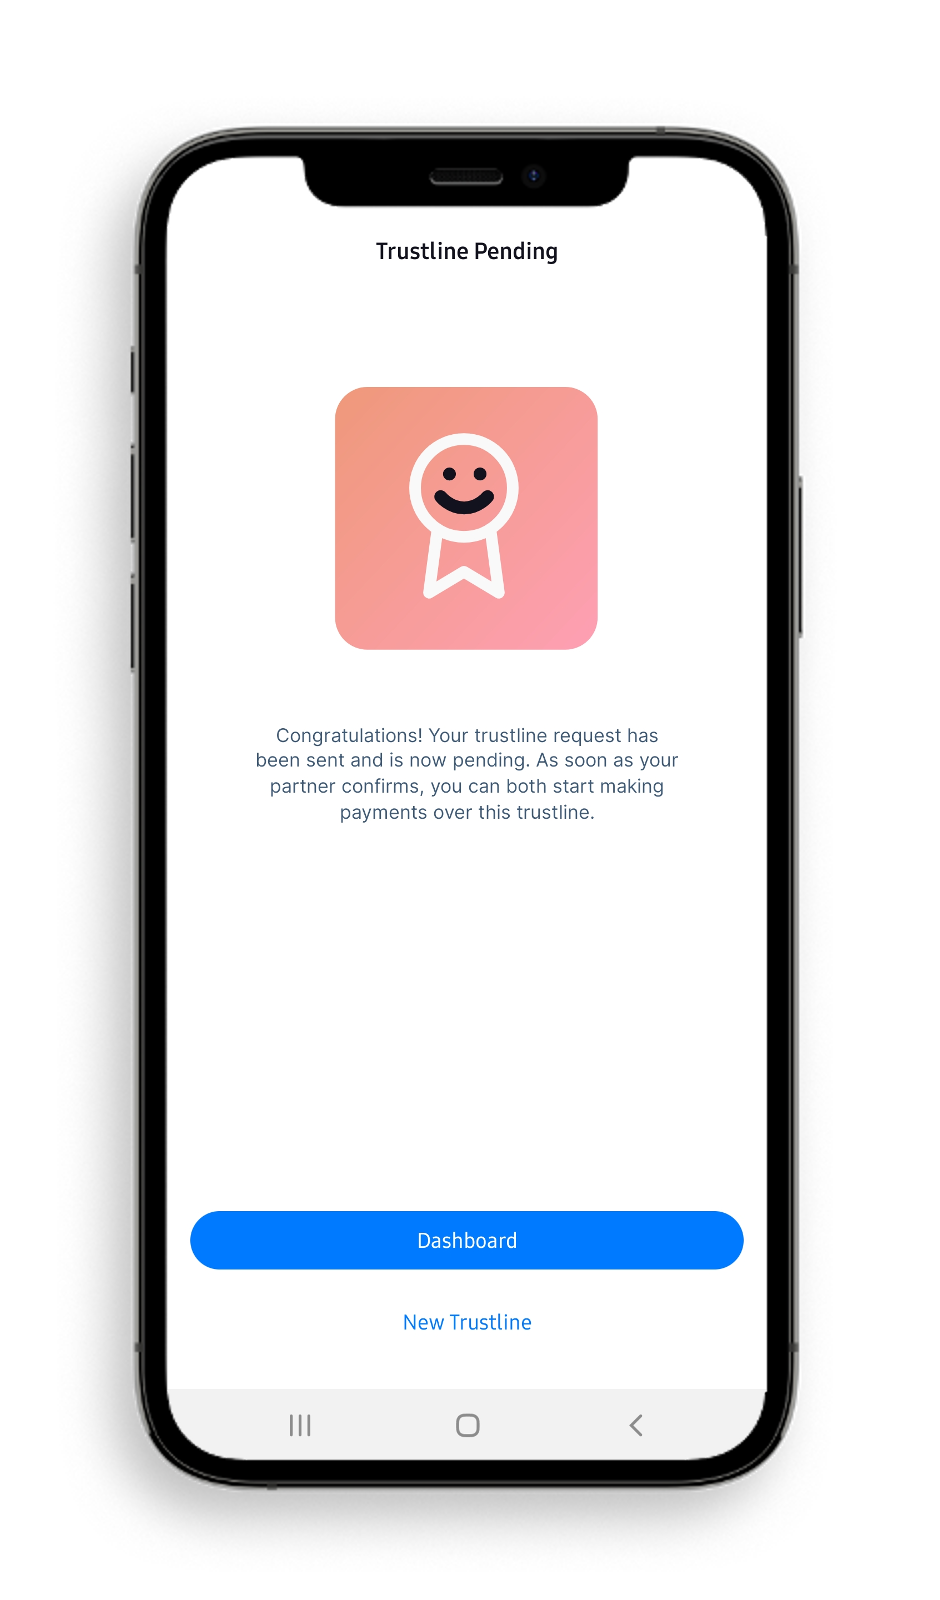 Trustline Pending
Congratulations! Your trustline request has
been sent and is now pending. As soon as your
partner confirms, you can both start making
payments over this trustline.
Dashboard
New Trustline